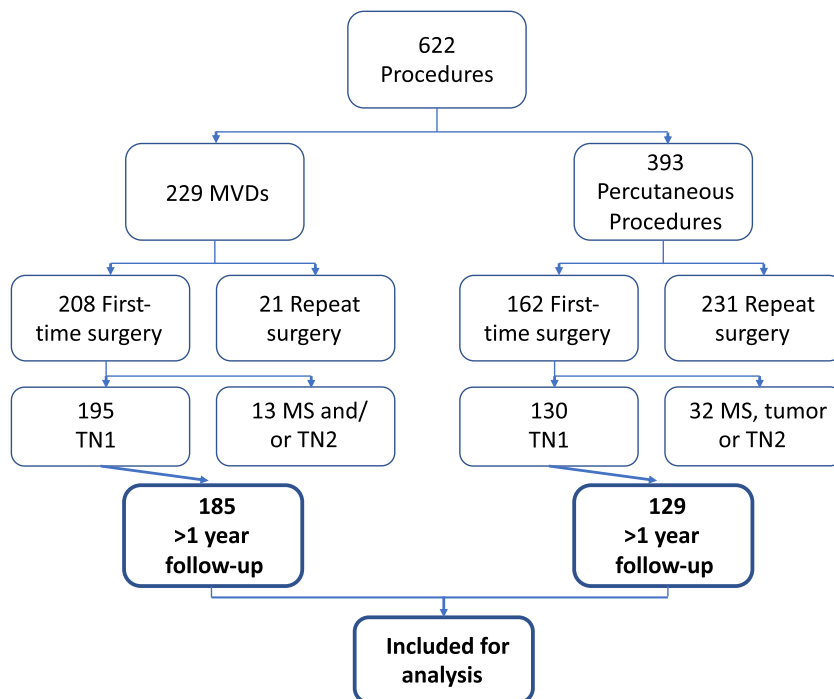 622
Procedures
229 MVDs
393
Percutaneous
Procedures
208 First-
time surgery
21 Repeat
surgery
162 First-
time surgery
231 Repeat
surgery
195
TN1
13 MS and/
or TN2
130
TN1
32 MS, tumor
or TN2
185
>1 year
follow-up
129
>1 year
follow-up
Included for
analysis